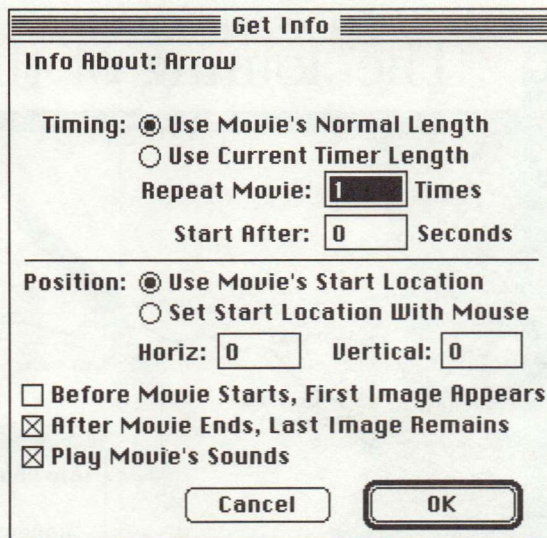 Get Info
Info About: Arrow
Timing: Use Movie's Normal Length
Use Current Timer Length
Repeat Movie: 1 Times
Start After: 0 Seconds
Position: Use Movie's Start Location
Set Start Location With Mouse
Horiz: 0 Vertical: 0
Before Movie Starts, First Image Appears
After Movie Ends, Last Image Remains
Play Movie's Sounds
Cancel OK